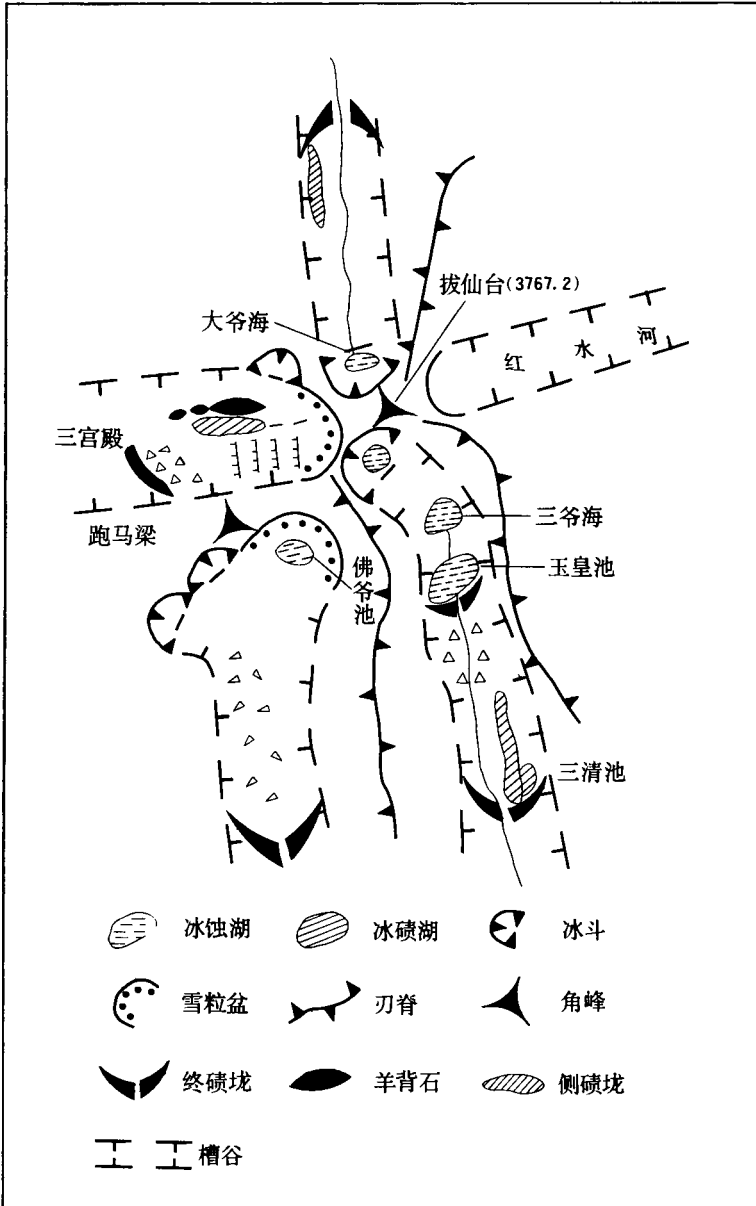 拔仙台(3767.2)
大爷海
红水河
三宫殿
三爷海
跑马梁
玉皇池
佛爷池
三清池
冰蚀湖
冰碛湖
冰斗
雪粒盆
刃脊
角峰
终碛垅
羊背石
侧碛垅
槽谷